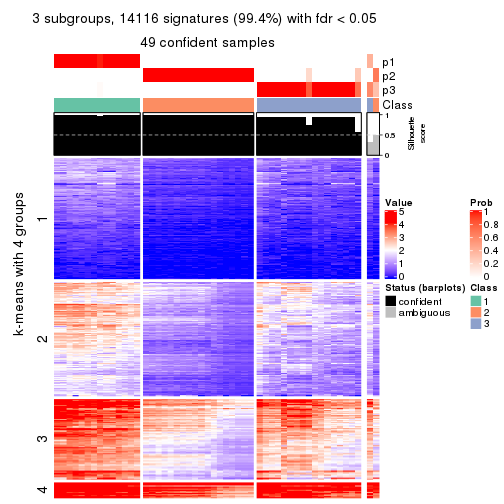 3 subgroups, 14116 signatures (99.4%) with fdr < 0.05
49 confident samples
p1
p2
p3
Class
1
0.5
0
Silhouette
score
k-means with 4 groups
1
2
3
4
Value
5
4
3
2
1
0
Prob
1
0.8
0.6
0.4
0.2
0
Status (barplots)
confident
ambiguous
Class
1
2
3